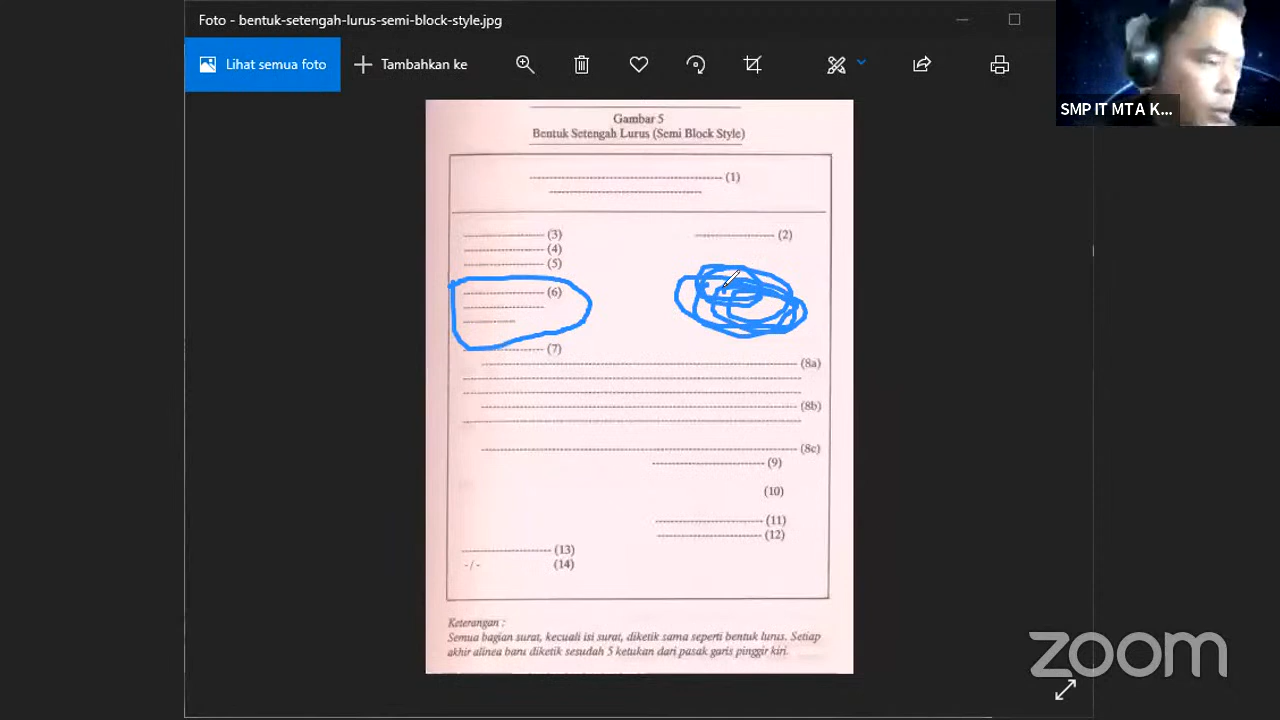 Foto - bentuk-setengah-lurus-semi-block-style.jpg
Lihat semua foto
Tambahkan ke
SMP IT MTA K...
Gambar 5
Bentuk Setengah Lurus (Semi Block Style)
(1)
(3) (2)
(4)
(5)
(6)
(7)
(8a)
(8b)
(8c)
(9)
(10)
(11)
(12)
(13)
-/- (14)
Keterangan :
Semua bagian surat, kecuali isi surat, diketik sama seperti bentuk lurus. Setiap
akhir alinea baru diketik sesudah 5 ketukan dari pasak garis pinggir kiri.
zoom